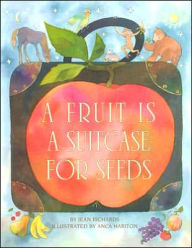 A FRUIT IS
A SUITCASE
FOR SEEDS
BY JEAN RICHARDS
ILLUSTRATED BY ANCA HARITON